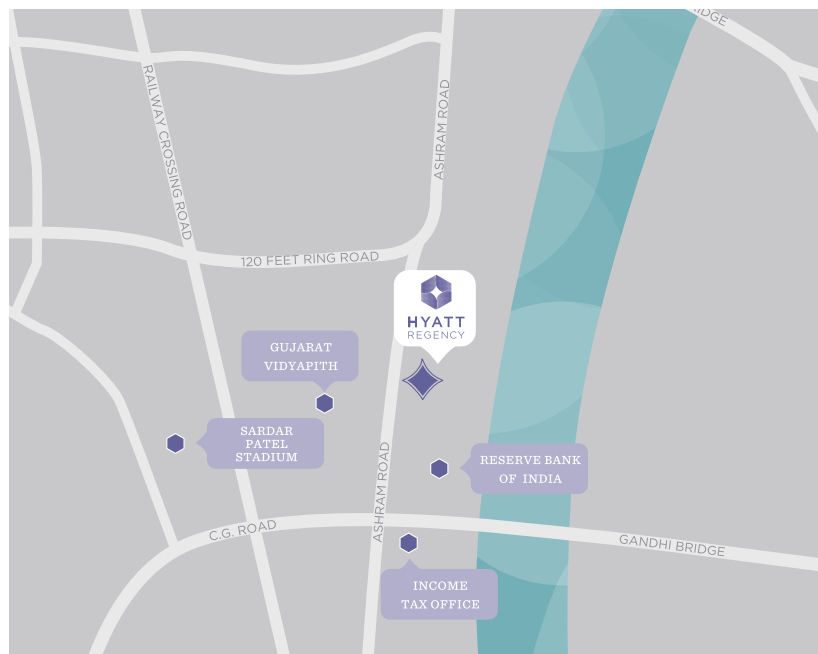 RIDGE
RAILWAY CROSSING ROAD
ASHRAM ROAD
120 FEET RING ROAD
HYATT
REGENCY
GUJARAT
VIDYAPITH
SARDAR
PATEL
STADIUM
ASHRAM ROAD
RESERVE BANK
OF INDIA
C.G. ROAD
GANDHI BRIDGE
INCOME
TAX OFFICE